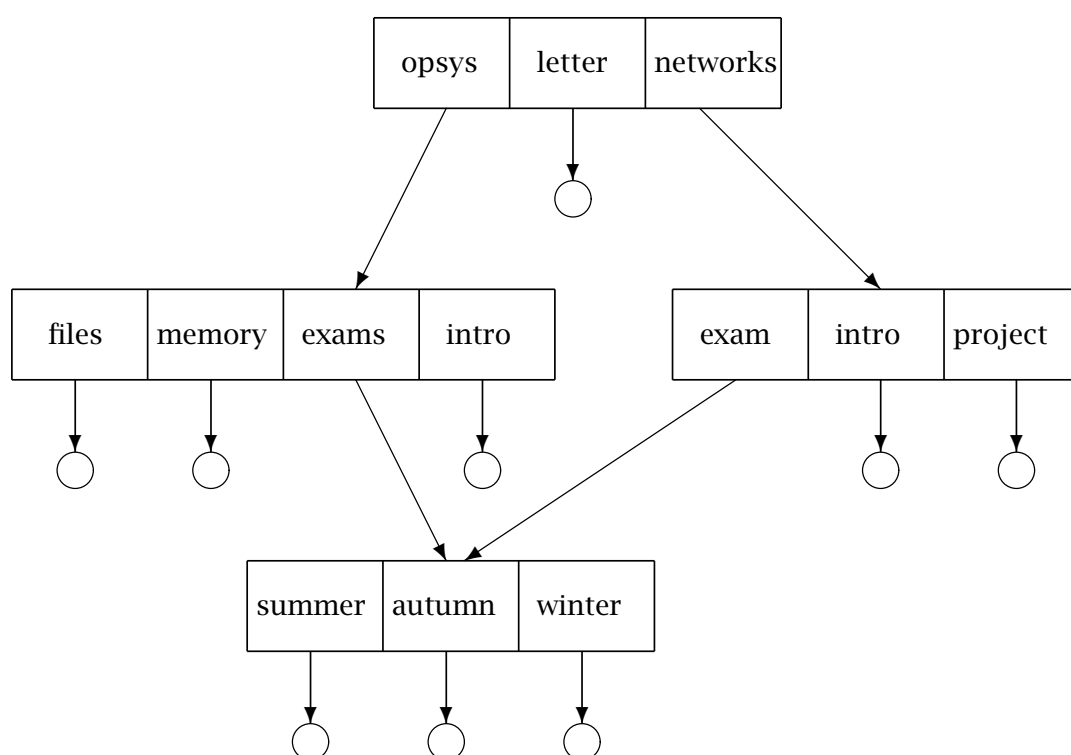 opsys letter networks
files memory exams intro
exam intro project
summer autumn winter